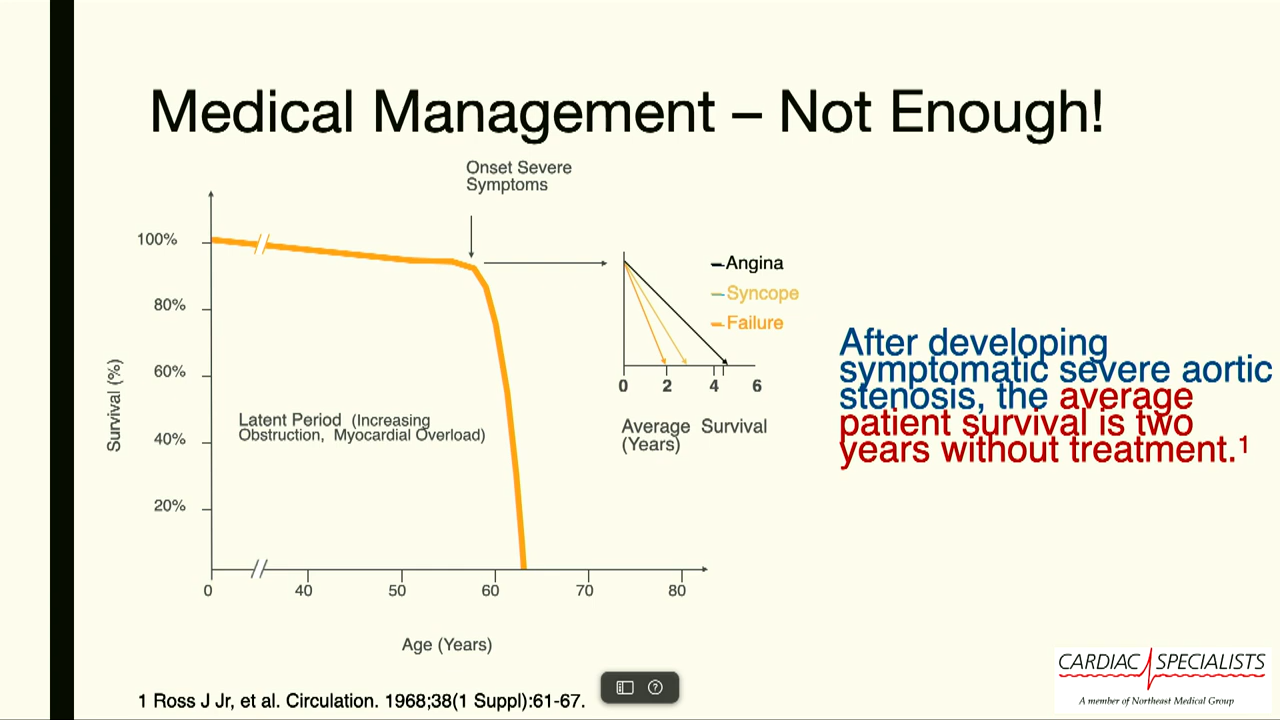 Medical Management – Not Enough!
Onset Severe
Symptoms
100%
80%
60%
40%
20%
Survival (%)
Latent Period (Increasing
Obstruction, Myocardial Overload)
0
40
50
60
70
80
Age (Years)
Angina
Syncope
Failure
0
2
4
6
Average Survival
(Years)
After developing
symptomatic severe aortic
stenosis, the average
patient survival is two
years without treatment.1
1 Ross J Jr, et al. Circulation. 1968;38(1 Suppl):61-67.
?
CARDIAC SPECIALISTS
A member of Northeast Medical Group